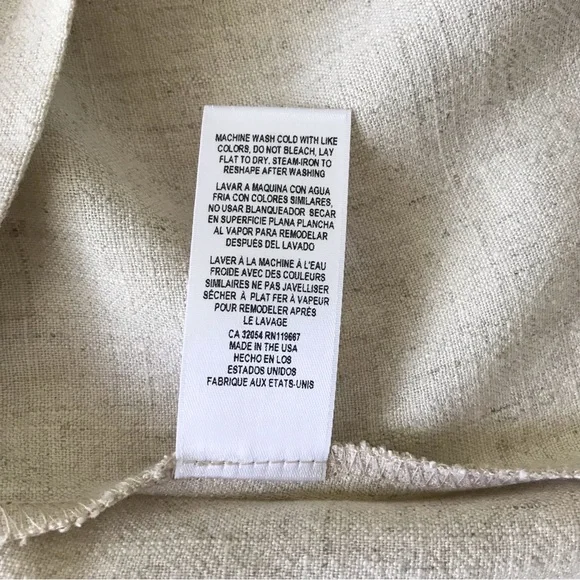 MACHINE WASH COLD WITH LIKE
COLORS, DO NOT BLEACH, LAY
FLAT TO DRY. STEAM-IRON TO
RESHAPE AFTER WASHING
LAVAR A MAQUINA CON AGUA
FRIA CON COLORES SIMILARES,
NO USAR BLANQUEADOR SECAR
EN SUPERFICIE PLANA PLANCHA
AL VAPOR PARA REMODELAR
DESPUÉS DEL LAVADO
LAVER À LA MACHINE À L'EAU
FROIDE AVEC DES COULEURS
SIMILAIRES NE PAS JAVELLISER
SÉCHER À PLAT FER À VAPEUR
POUR REMODELER APRÈS
LE LAVAGE
CA 32054 RN119667
MADE IN THE USA
HECHO EN LOS
ESTADOS UNIDOS
FABRIQUE AUX ETATS-UNIS